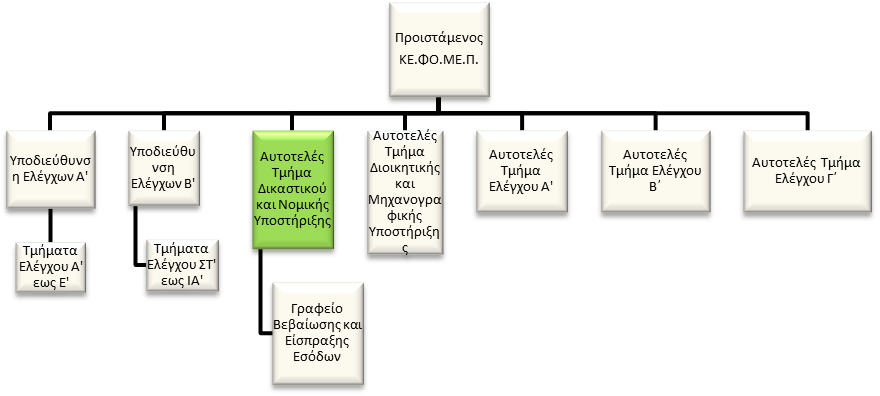 Προιστάμενος
ΚΕ.ΦΟ.ΜΕ.Π.
Υποδιεύθυνσ
η Ελέγχων Α'
Υποδιεύθυ
νση
Ελέγχων Β'
Αυτοτελές
Τμήμα
Δικαστικού
και Νομικής
Υποστήριξης
Αυτοτελές
Τμήμα
Διοικητικής
και
Μηχανογρα
φικής
Υποστήριξη
ς
Αυτοτελές
Τμήμα
Ελέγχου Α'
Αυτοτελές
Τμήμα Ελέγχου
Β΄
Αυτοτελές Τμήμα
Ελέγχου Γ΄
Τμήματα
Ελέγχου Α'
εως Ε'
Τμήματα
Ελέγχου ΣΤ'
εως ΙΑ'
Γραφείο
Βεβαίωσης και
Είσπραξης
Εσόδων